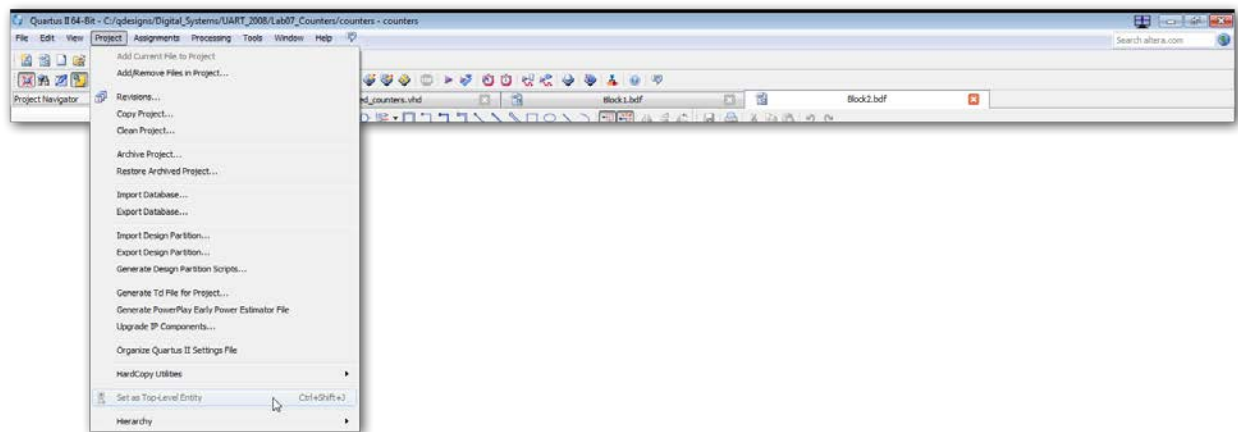 Quartus II 64-Bit - C:/qdesigns/Digital_Systems/UART_2008/Lab07_Counters/counters - counters
File Edit View Project Assignments Processing Tools Window Help
Search altera.com
Add Current File to Project
Add/Remove Files in Project...
Project Navigator
Revisions...
ed_counters.vhd
Block1.bdf
Block2.bdf
Copy Project...
Clean Project...
Archive Project...
Restore Archived Project...
Import Database...
Export Database...
Import Design Partition...
Export Design Partition...
Generate Design Partition Scripts...
Generate Tcl File for Project...
Generate PowerPlay Early Power Estimator File
Upgrade IP Components...
Organize Quartus II Settings File
HardCopy Utilities
Set as Top-Level Entity Ctrl+Shift+J
Hierarchy